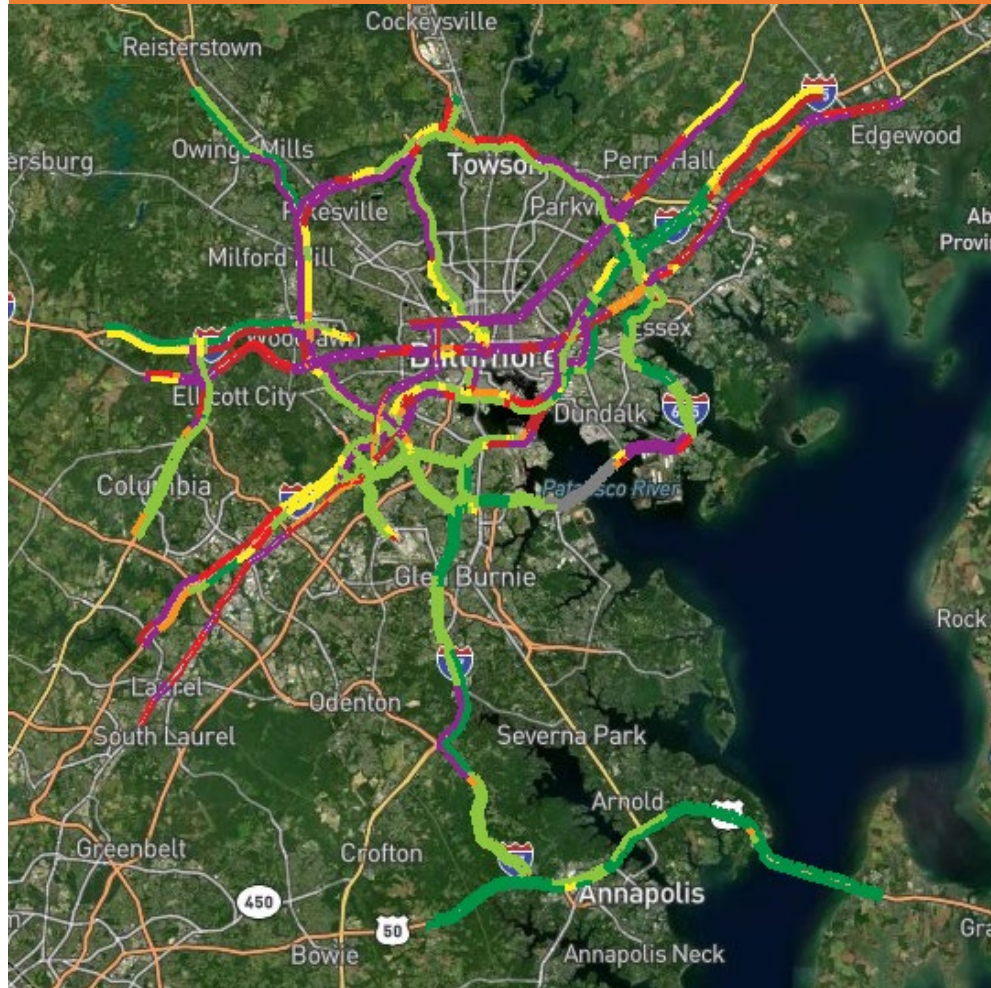 Cockeysville
Reisterstown
Owings Mills
ersburg
Towson
Perry Hall
Edgewood
Pikesville
Parkvi
Ab
Provin
Milford Mill
Essex
Woodlawn
Baltimore
Ellicott City
Dundalk
Columbia
Patapsco River
Glen Burnie
Rock
Laurel
Odenton
South Laurel
Severna Park
Arnold
Greenbelt
Crofton
Annapolis
450
50
Gra
Bowie
Annapolis Neck